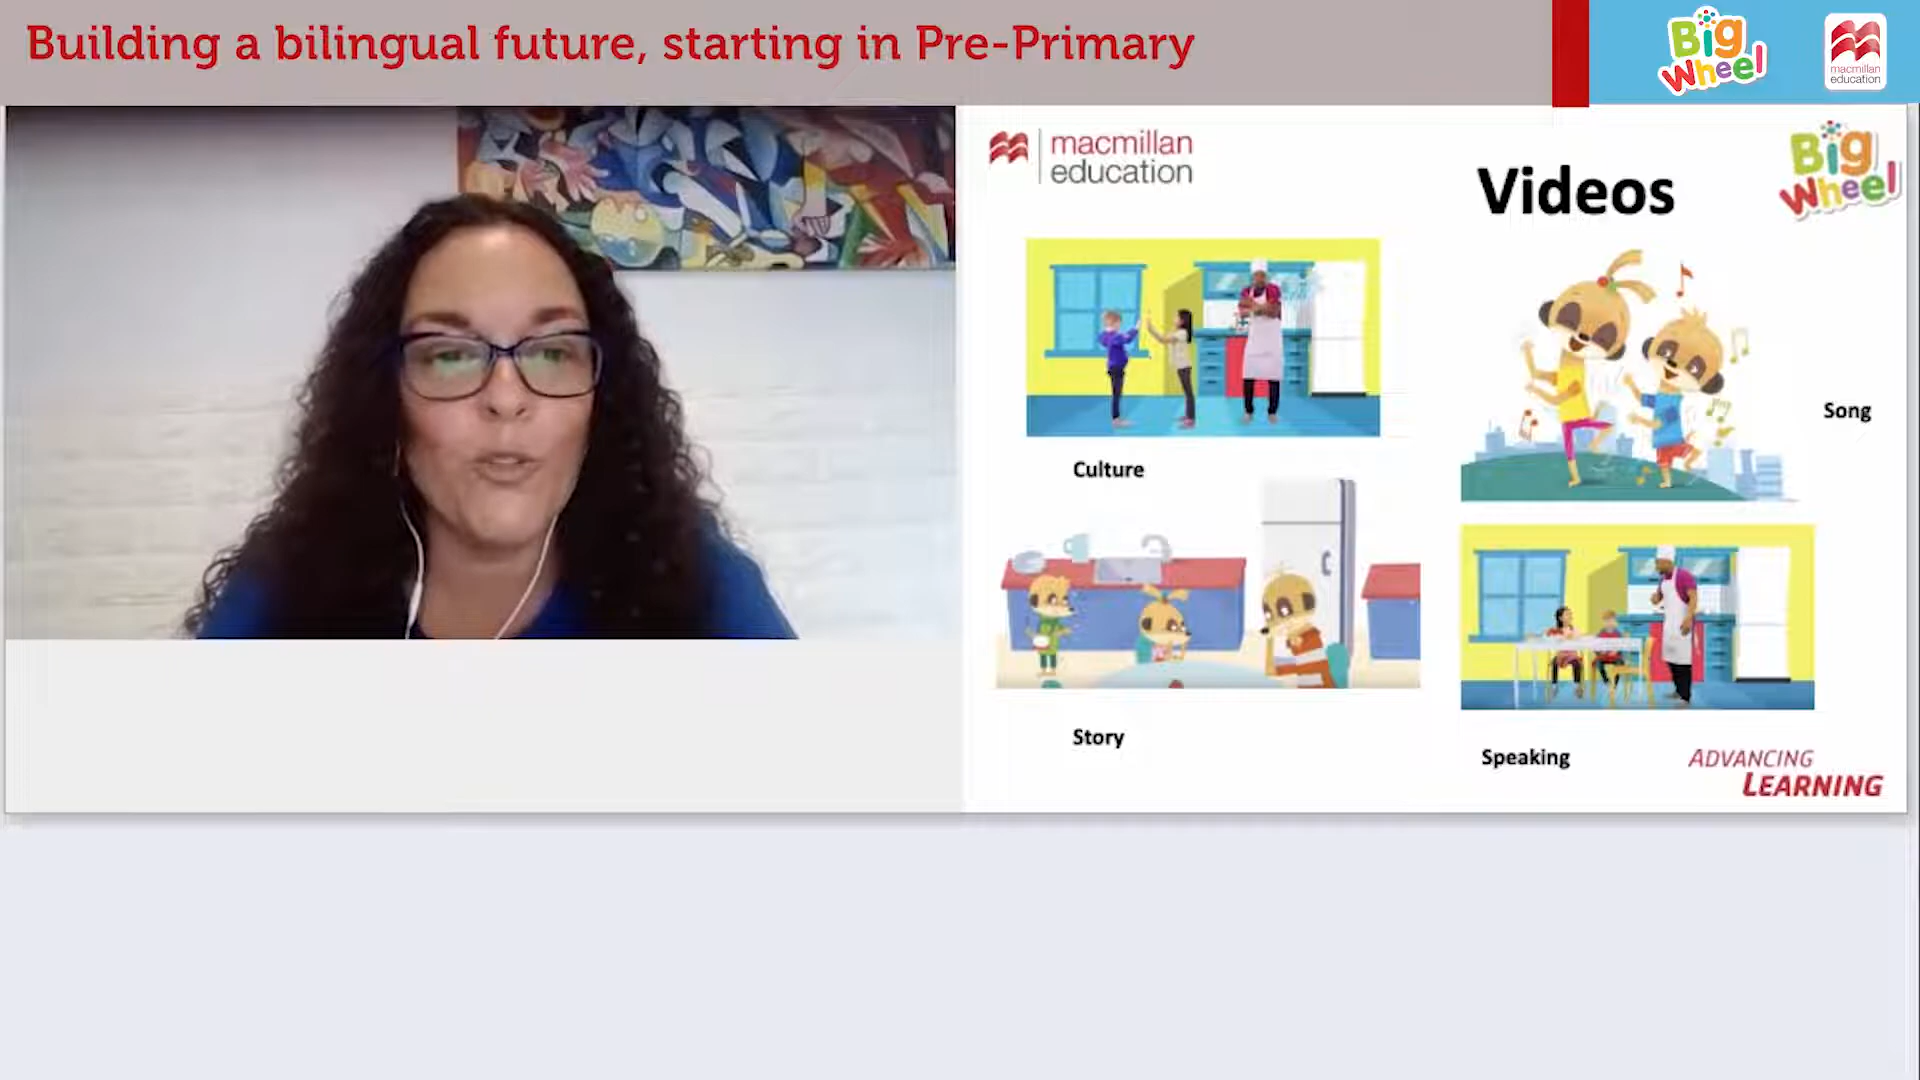 Building a bilingual future, starting in Pre-Primary
Big
Wheel
macmillan
education
macmillan
education
Videos
Big
Wheel
Song
Culture
Story
Speaking
ADVANCING
LEARNING